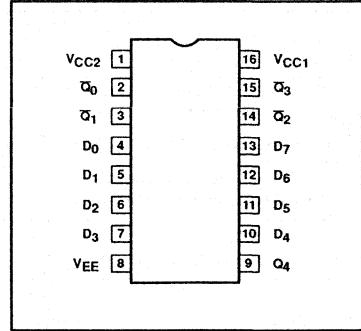 VCC2 1 16 VCC1
Q̅0 2 15 Q̅3
Q̅1 3 14 Q̅2
D0 4 13 D7
D1 5 12 D6
D2 6 11 D5
D3 7 10 D4
VEE 8 9 Q4